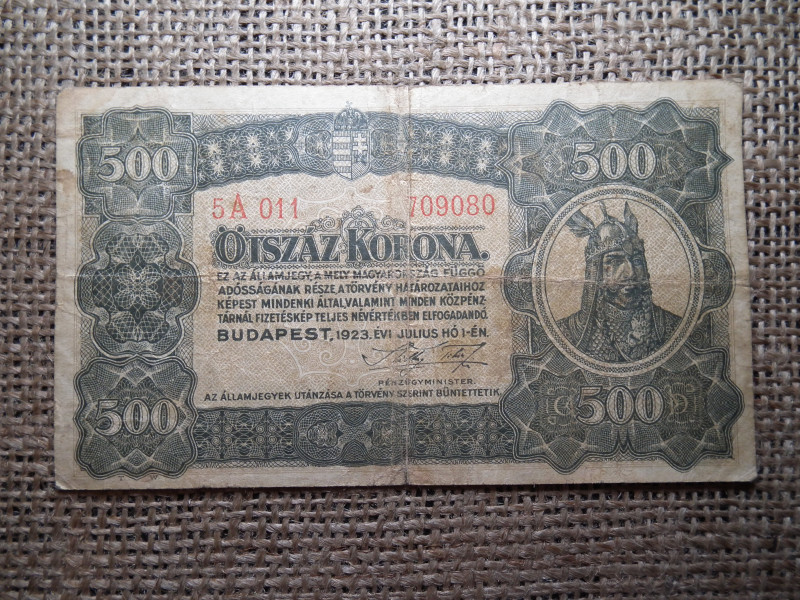 500 500
5A 011 709080
ÖTSZÁZ KORONA.
EZ AZ ÁLLAMJEGY, A MELY MAGYARORSZÁG FÜGGŐ
ADÓSSÁGÁNAK RÉSZE, A TÖRVÉNY HATÁROZATAIHOZ
KÉPEST MINDENKI ÁLTAL, VALAMINT MINDEN KÖZPÉNZ-
TÁRNÁL FIZETÉSKÉP TELJES NÉVÉRTÉKBEN ELFOGADANDÓ.
BUDAPEST, 1923. ÉVI JULIUS HÓ 1-ÉN.
PÉNZÜGYMINISTER.
AZ ÁLLAMJEGYEK UTÁNZÁSA A TÖRVÉNY SZERINT BÜNTETTETIK
500 500